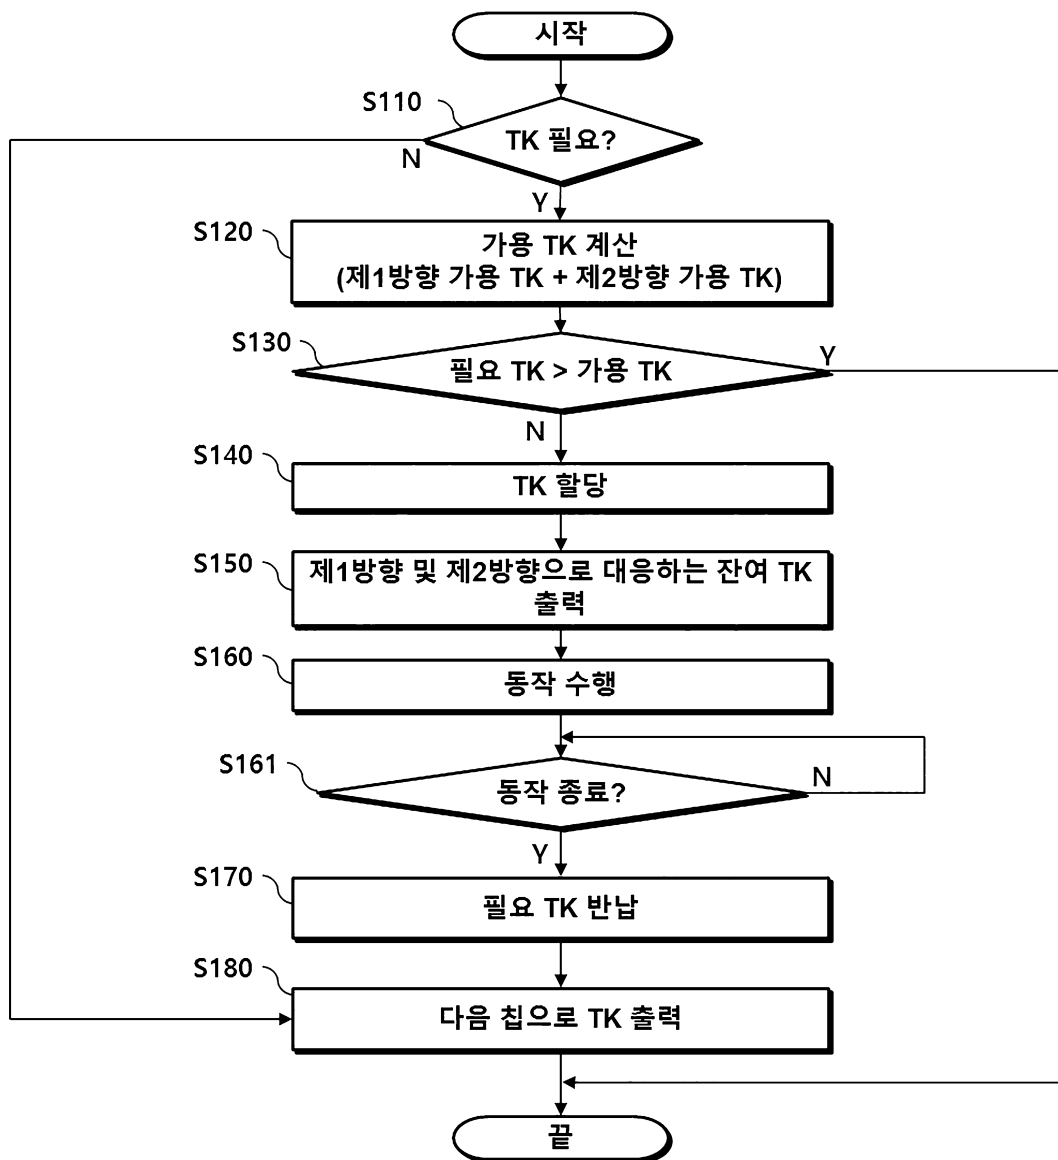 시작
S110
TK 필요?
N
Y
S120
가용 TK 계산
(제1방향 가용 TK + 제2방향 가용 TK)
S130
필요 TK > 가용 TK
Y
N
S140
TK 할당
S150
제1방향 및 제2방향으로 대응하는 잔여 TK
출력
S160
동작 수행
S161
동작 종료?
N
Y
S170
필요 TK 반납
S180
다음 칩으로 TK 출력
끝